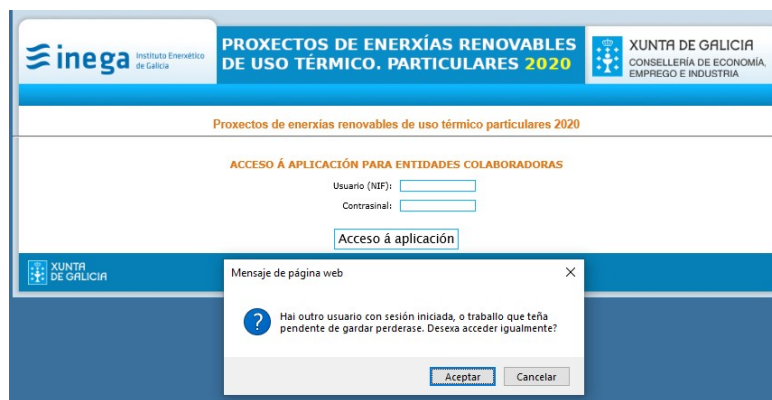 inega Instituto Enerxético de Galicia
PROXECTOS DE ENERXÍAS RENOVABLES
DE USO TÉRMICO. PARTICULARES 2020
XUNTA DE GALICIA
CONSELLERÍA DE ECONOMÍA,
EMPREGO E INDUSTRIA
Proxectos de enerxías renovables de uso térmico particulares 2020
ACCESO Á APLICACIÓN PARA ENTIDADES COLABORADORAS
Usuario (NIF):
Contrasinal:
Acceso á aplicación
XUNTA
DE GALICIA
Mensaje de página web
Hai outro usuario con sesión iniciada, o traballo que teña
pendente de gardar perderase. Desexa acceder igualmente?
Aceptar Cancelar